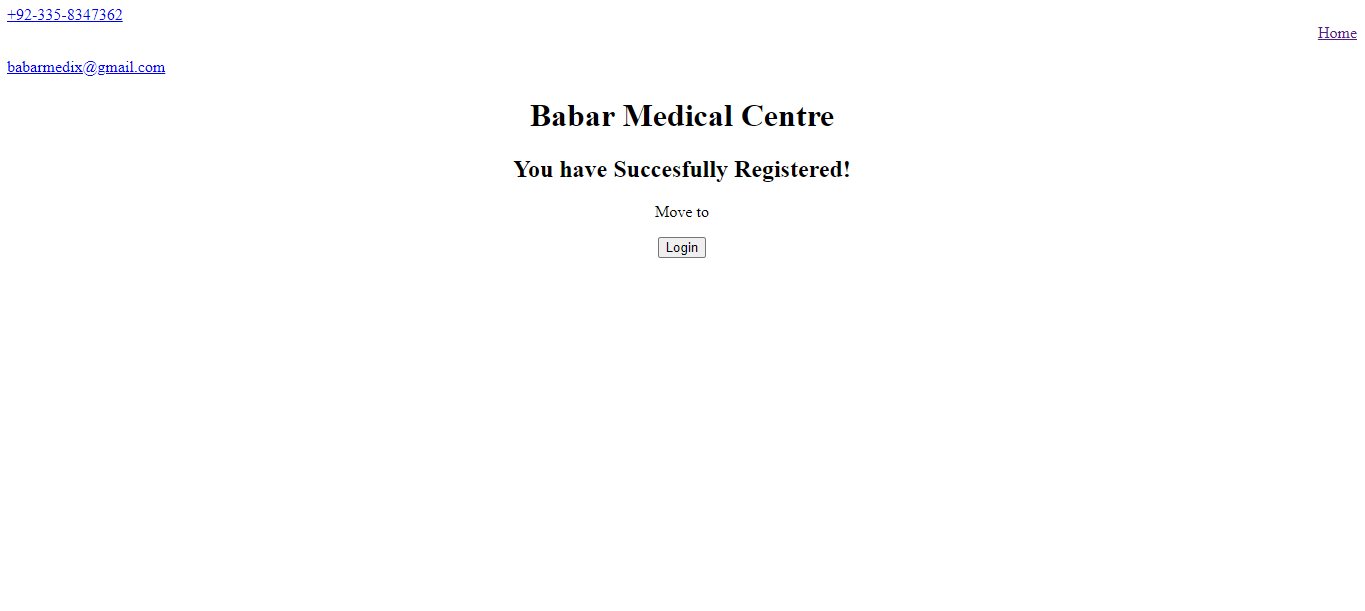 +92-335-8347362
Home
babarmedix@gmail.com
Babar Medical Centre
You have Succesfully Registered!
Move to
Login